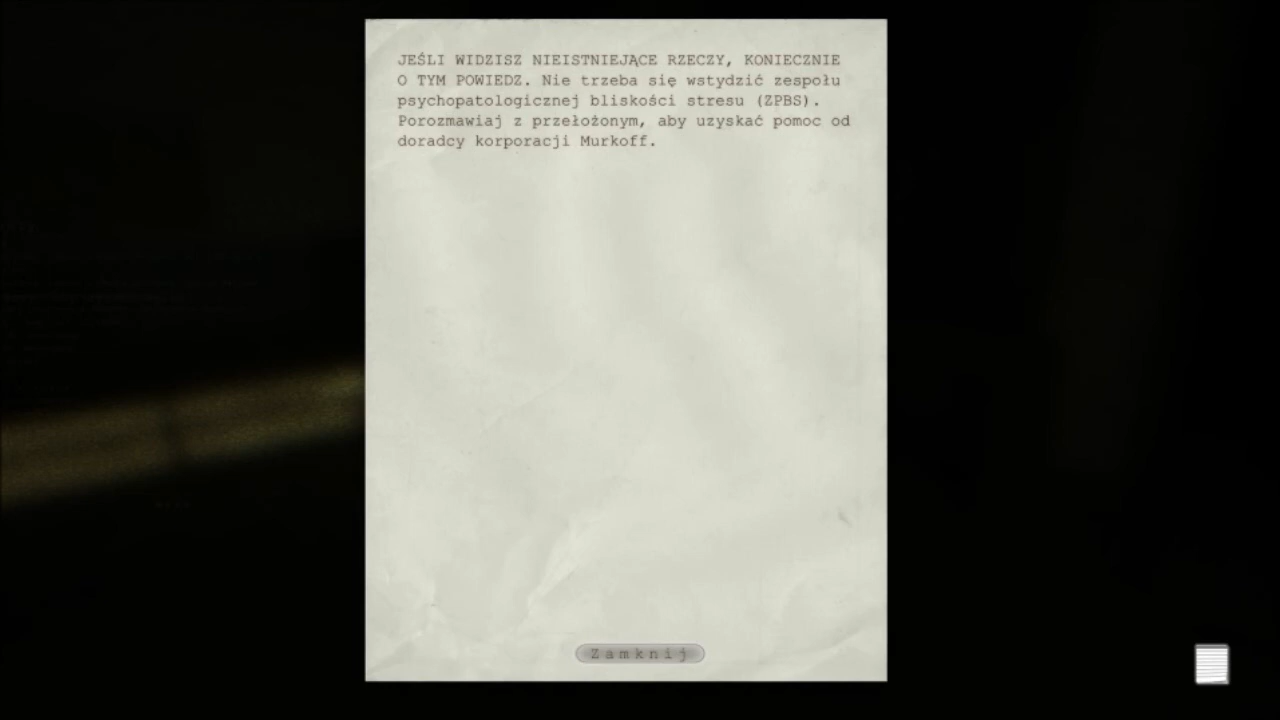 JEŚLI WIDZISZ NIEISTNIEJĄCE RZECZY, KONIECZNIE
O TYM POWIEDZ. Nie trzeba się wstydzić zespołu
psychopatologicznej bliskości stresu (ZPBS).
Porozmawiaj z przełożonym, aby uzyskać pomoc od
doradcy korporacji Murkoff.
Zamknij